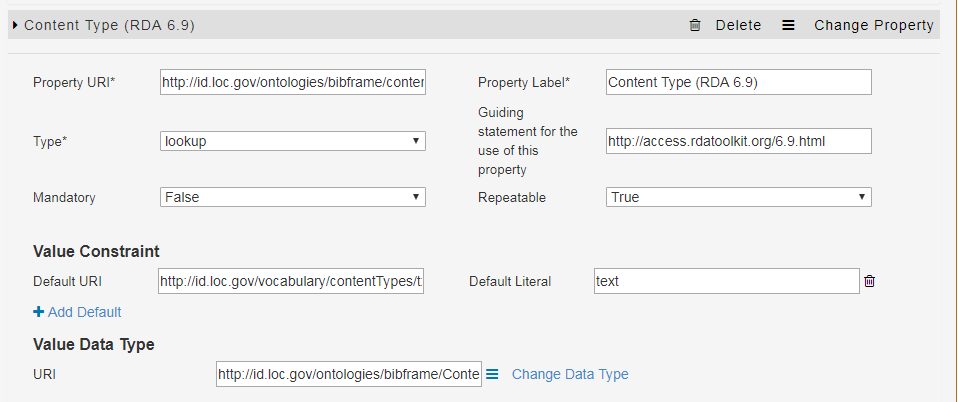 Content Type (RDA 6.9) Delete Change Property
Property URI* http://id.loc.gov/ontologies/bibframe/conten Property Label* Content Type (RDA 6.9)
Guiding
statement for the
use of this
property
Type* lookup http://access.rdatoolkit.org/6.9.html
Mandatory False Repeatable True
Value Constraint
Default URI http://id.loc.gov/vocabulary/contentTypes/t Default Literal text
Add Default
Value Data Type
URI http://id.loc.gov/ontologies/bibframe/Conte Change Data Type